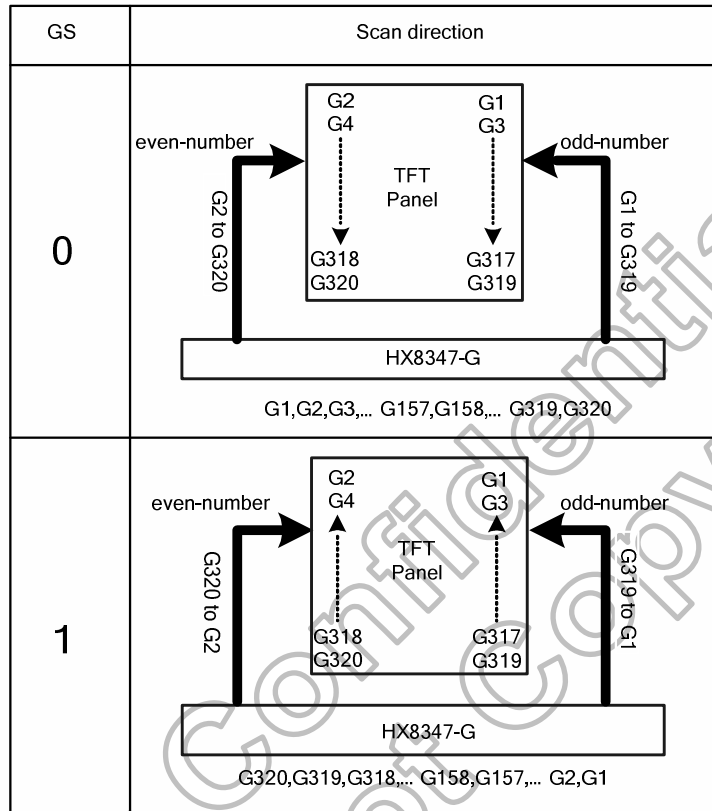 GS
Scan direction
0
even-number
G2
G4
G1
G3
odd-number
G2 to G320
TFT
Panel
G1 to G319
G318
G320
G317
G319
HX8347-G
G1,G2,G3,... G157,G158,... G319,G320
1
even-number
G2
G4
G1
G3
odd-number
G320 to G2
TFT
Panel
G319 to G1
G318
G320
G317
G319
HX8347-G
G320,G319,G318,... G158,G157,... G2,G1